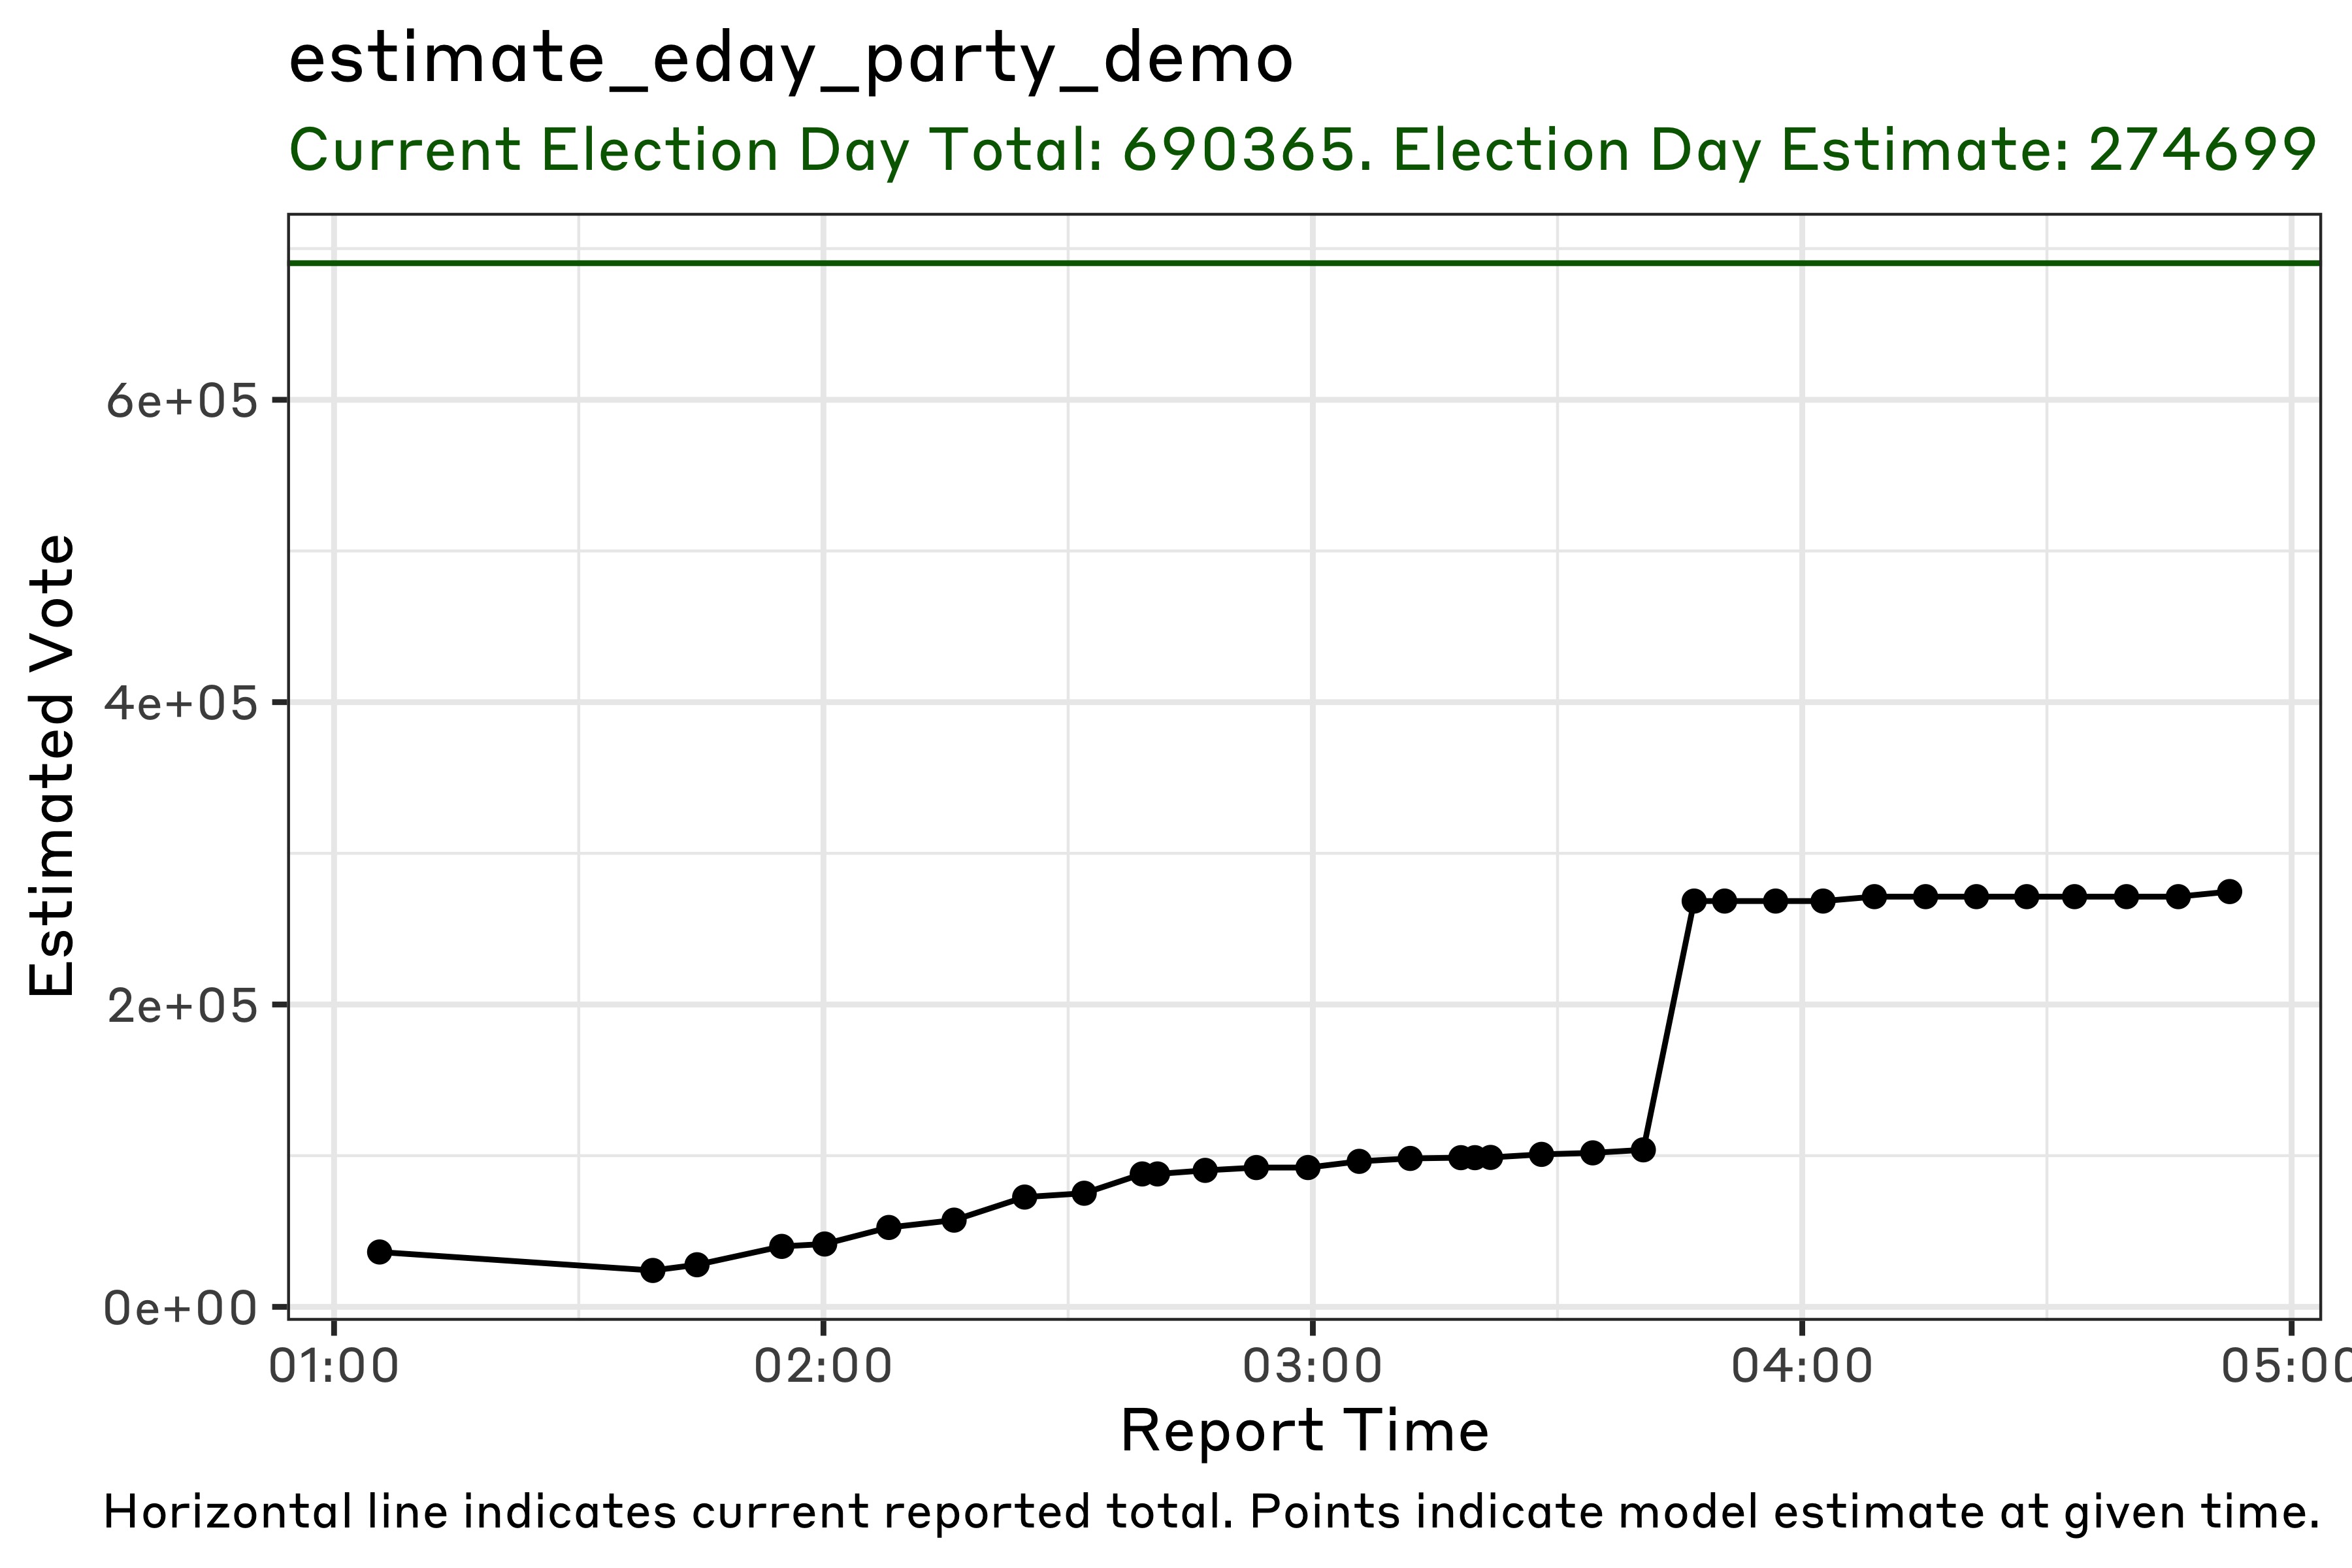 estimate_eday_party_demo
Current Election Day Total: 690365. Election Day Estimate: 274699
Estimated Vote
6e+05
4e+05
2e+05
0e+00
01:00 02:00 03:00 04:00 05:00
Report Time
Horizontal line indicates current reported total. Points indicate model estimate at given time.